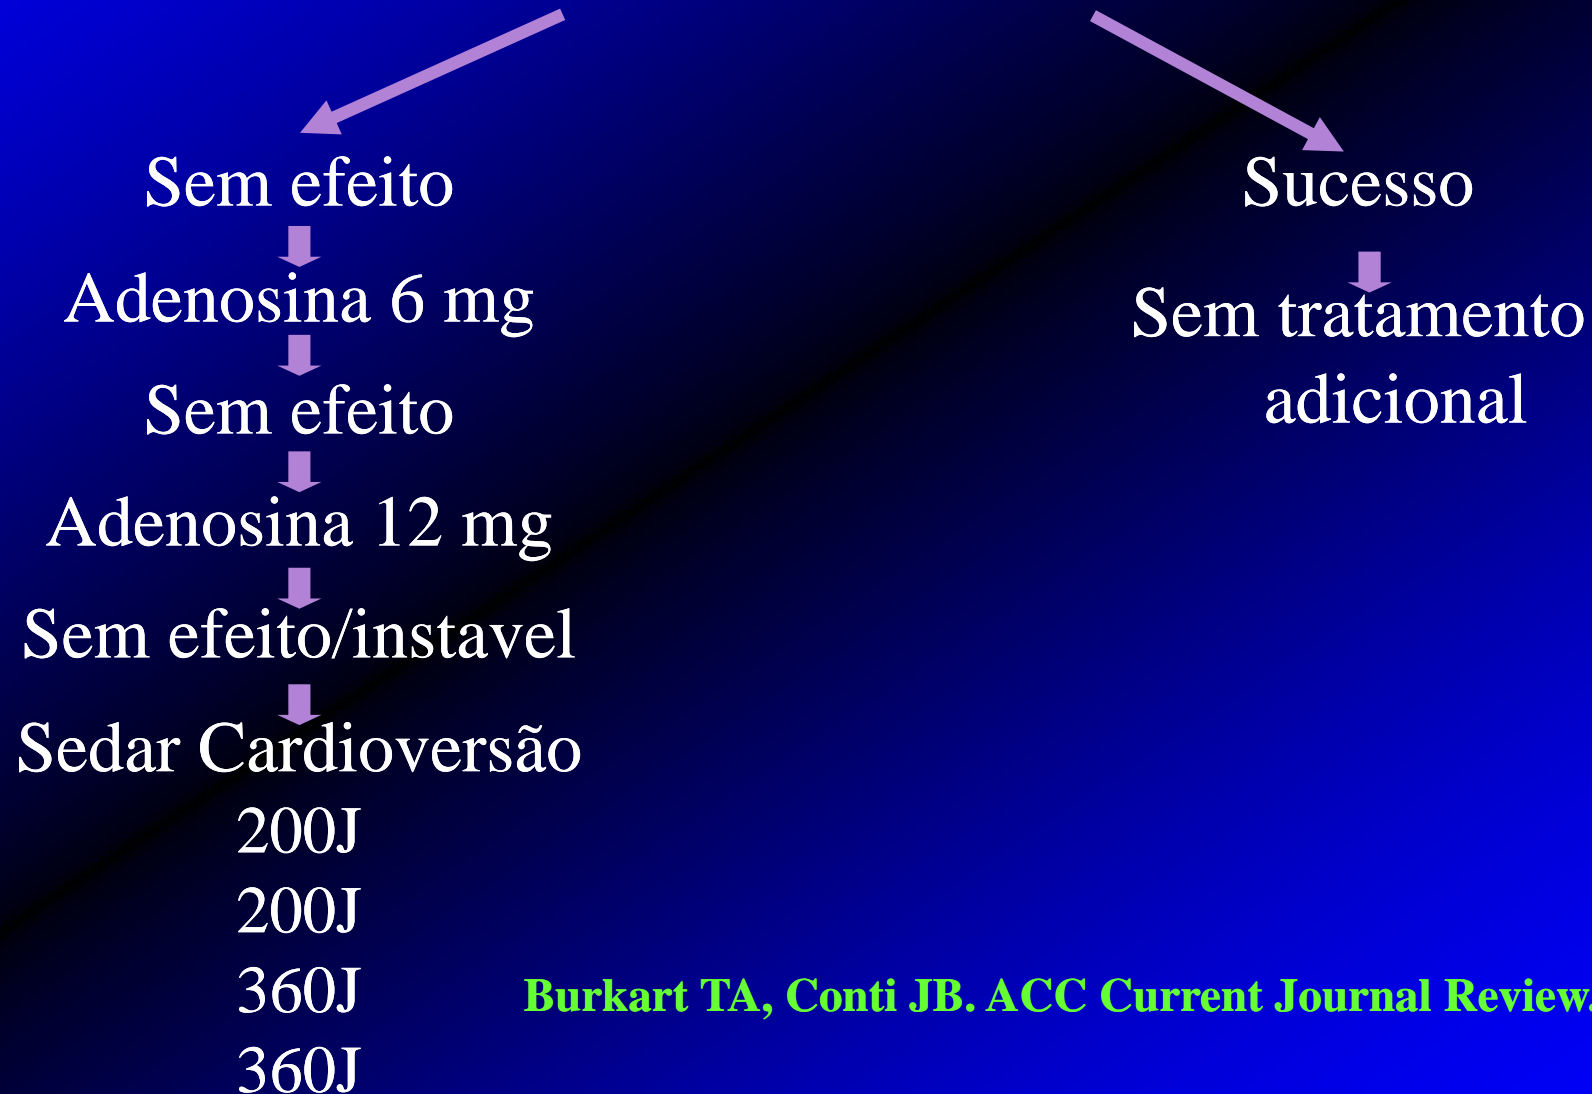 Sem efeito
Adenosina 6 mg
Sem efeito
Adenosina 12 mg
Sem efeito/instavel
Sedar Cardioversão
200J
200J
360J
360J
Sucesso
Sem tratamento
adicional
Burkart TA, Conti JB. ACC Current Journal Review.